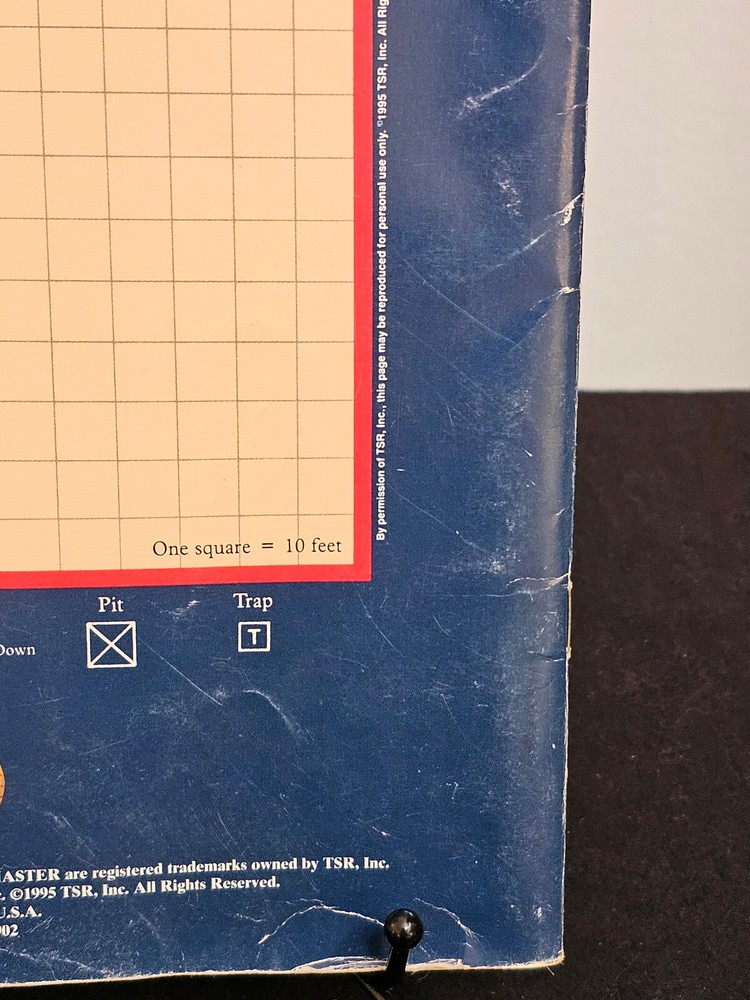 By permission of TSR, Inc., this page may be reproduced for personal use only. ©1995 TSR, Inc. All
One square = 10 feet
Pit
Trap
Down
T
MASTER are registered trademarks owned by TSR, Inc.
©1995 TSR, Inc. All Rights Reserved.
U.S.A.
02